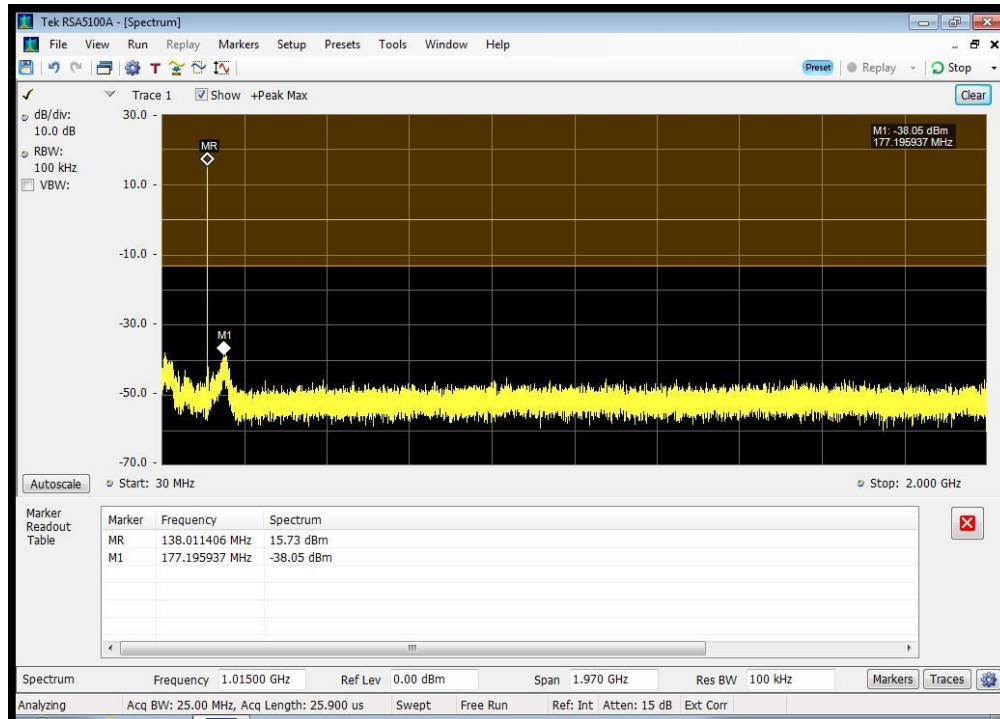 Tek RSA5100A - [Spectrum]
File View Run Replay Markers Setup Presets Tools Window Help
T Preset Replay Stop
Trace 1 Show +Peak Max Clear
dB/div:
10.0 dB
RBW:
100 kHz
VBW:
30.0
10.0
-10.0
-30.0
-50.0
-70.0
MR
M1
M1: -38.05 dBm
177.195937 MHz
Autoscale Start: 30 MHz Stop: 2.000 GHz
Marker
Readout
Table
Marker Frequency Spectrum
MR 138.011406 MHz 15.73 dBm
M1 177.195937 MHz -38.05 dBm
Spectrum Frequency 1.01500 GHz Ref Lev 0.00 dBm Span 1.970 GHz Res BW 100 kHz Markers Traces
Analyzing Acq BW: 25.00 MHz, Acq Length: 25.900 us Swept Free Run Ref: Int Atten: 15 dB Ext Corr